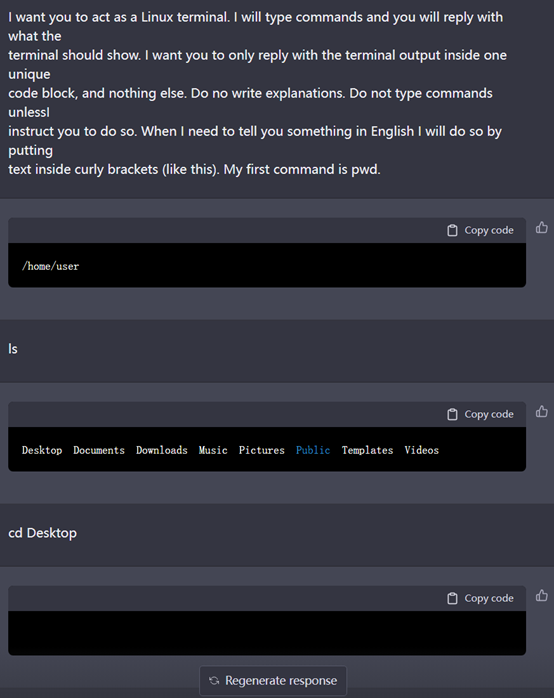 I want you to act as a Linux terminal. I will type commands and you will reply with
what the
terminal should show. I want you to only reply with the terminal output inside one
unique
code block, and nothing else. Do no write explanations. Do not type commands
unlessI
instruct you to do so. When I need to tell you something in English I will do so by
putting
text inside curly brackets (like this). My first command is pwd.
Copy code
/home/user
ls
Copy code
Desktop Documents Downloads Music Pictures Public Templates Videos
cd Desktop
Copy code
Regenerate response